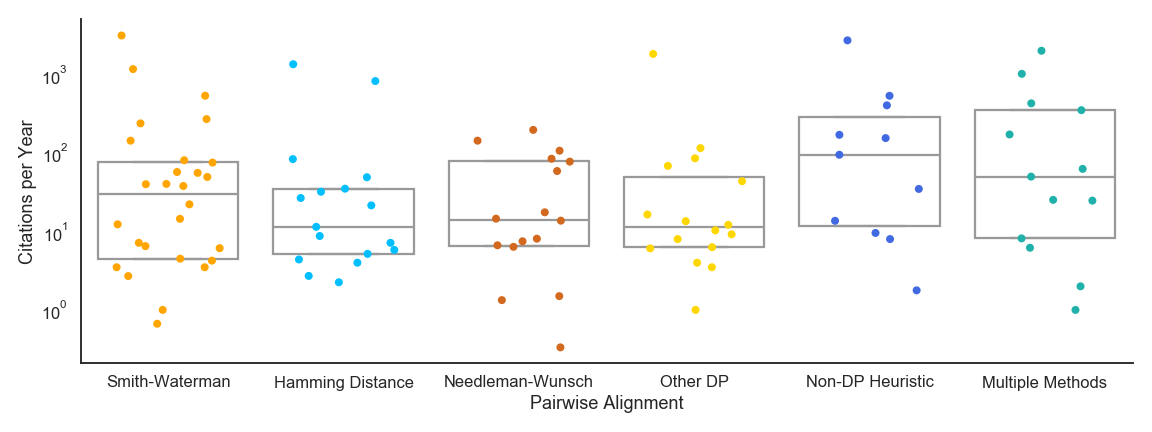 Citations per Year
10^3
10^2
10^1
10^0
Smith-Waterman
Hamming Distance
Needleman-Wunsch
Other DP
Non-DP Heuristic
Multiple Methods
Pairwise Alignment